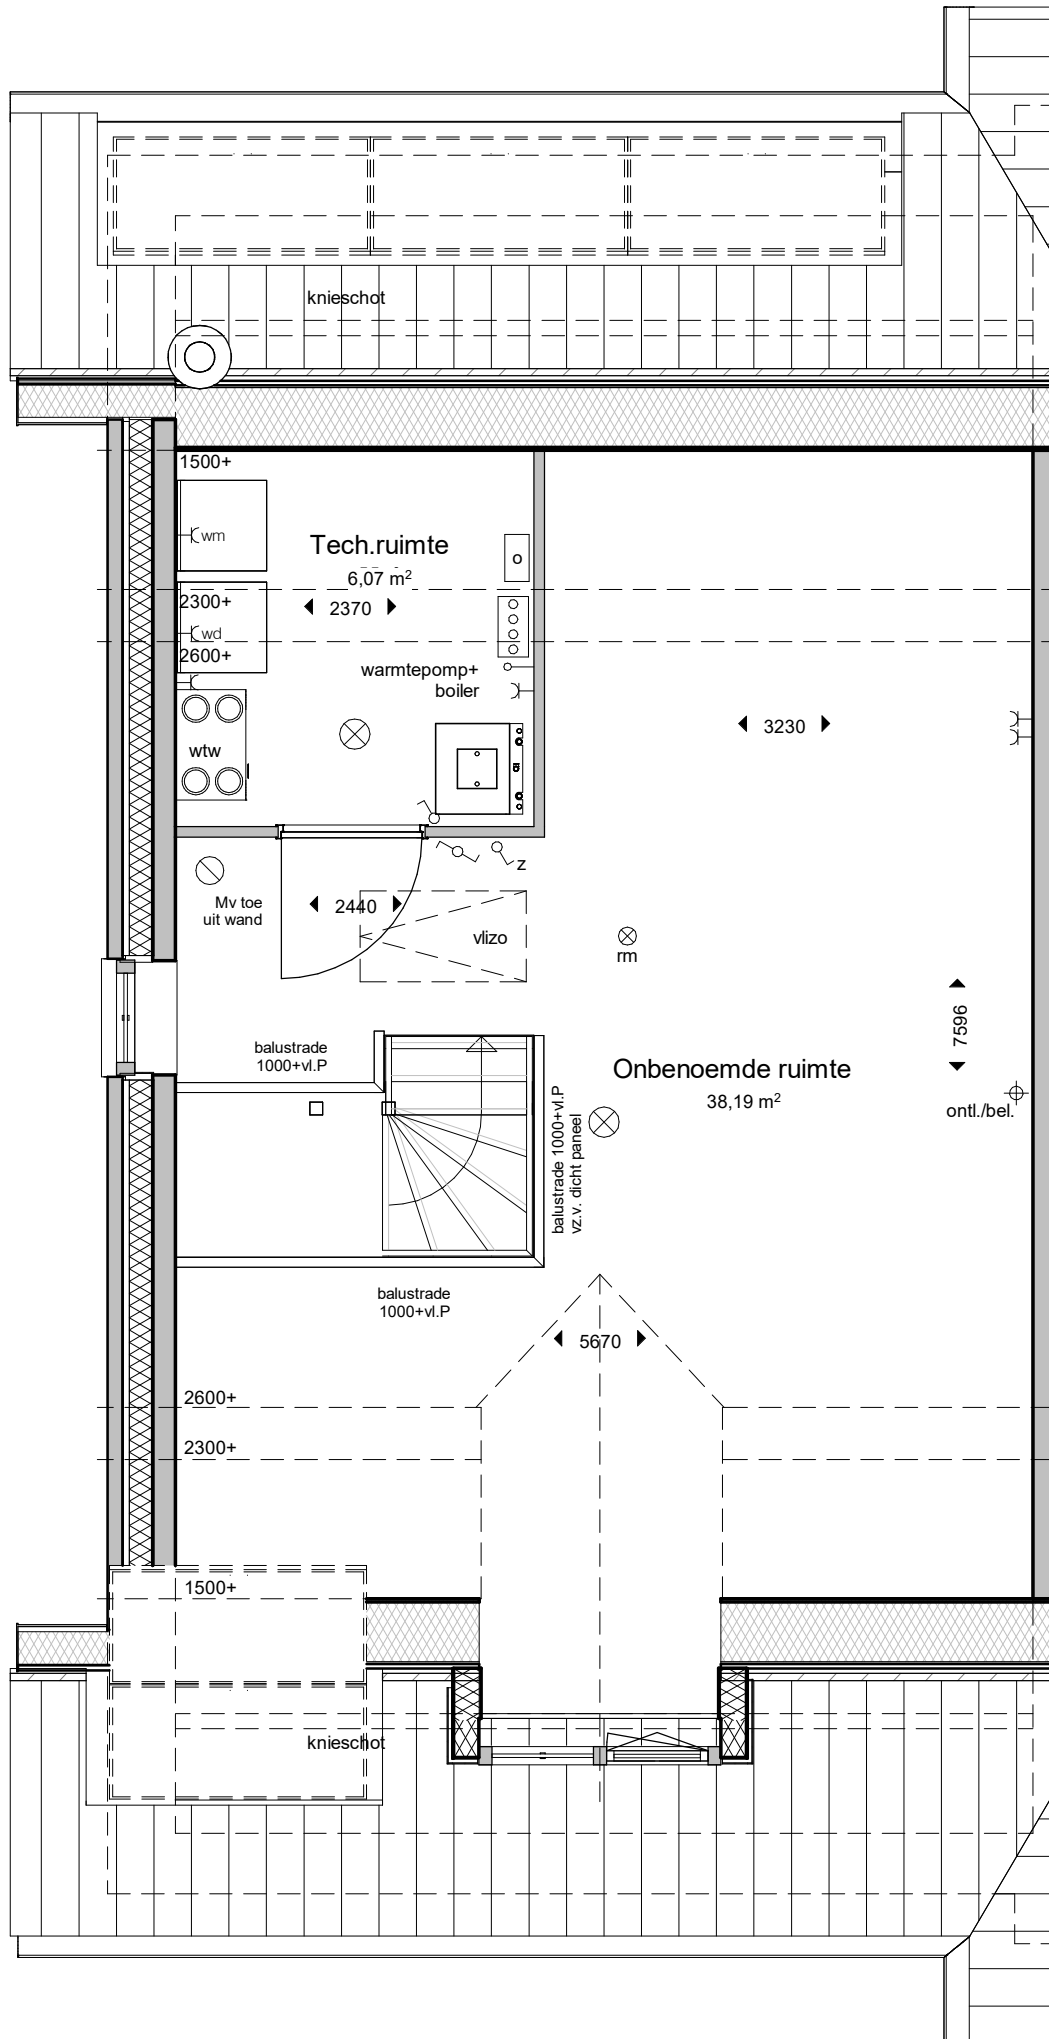 knieschot
1500+
wm
Tech.ruimte
6,07 m²
2300+
2370
wd
2600+
warmtepomp+
boiler
wtw
3230
z
Mv toe
uit wand
2440
vlizo
rm
7596
balustrade
1000+vl.P
Onbenoemde ruimte
38,19 m²
ontl./bel.
balustrade 1000+vl.P
vz.v. dicht paneel
balustrade
1000+vl.P
5670
2600+
2300+
1500+
knieschot